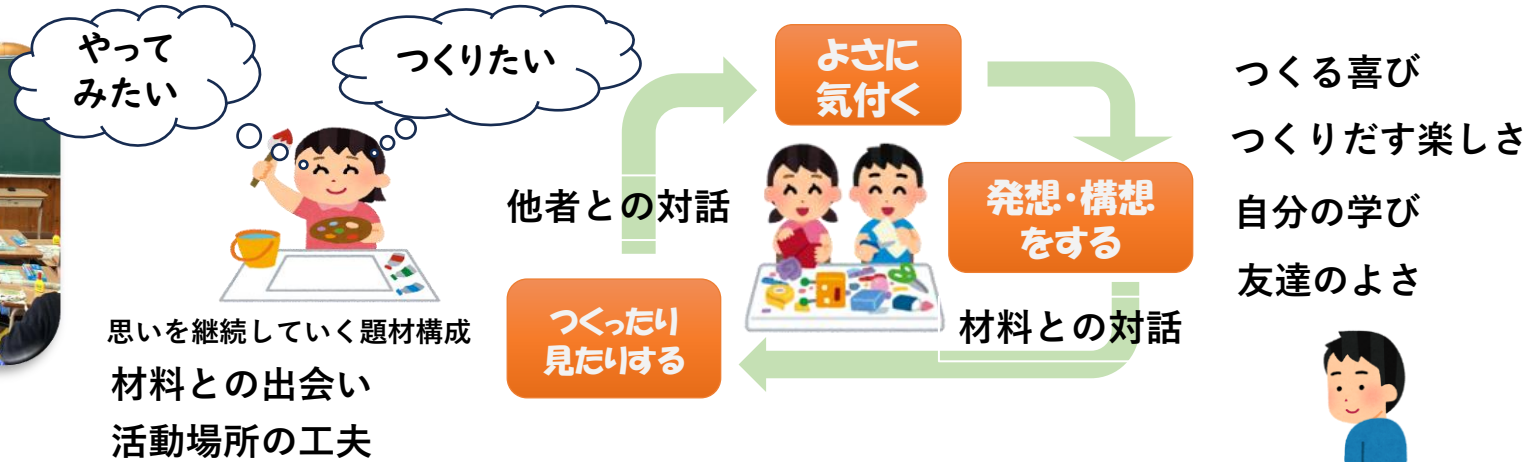 やって
みたい
つくりたい
思いを継続していく題材構成
材料との出会い
活動場所の工夫
よさに
気付く
他者との対話
発想・構想
をする
つくったり
見たりする
材料との対話
つくる喜び
つくりだす楽しさ
自分の学び
友達のよさ